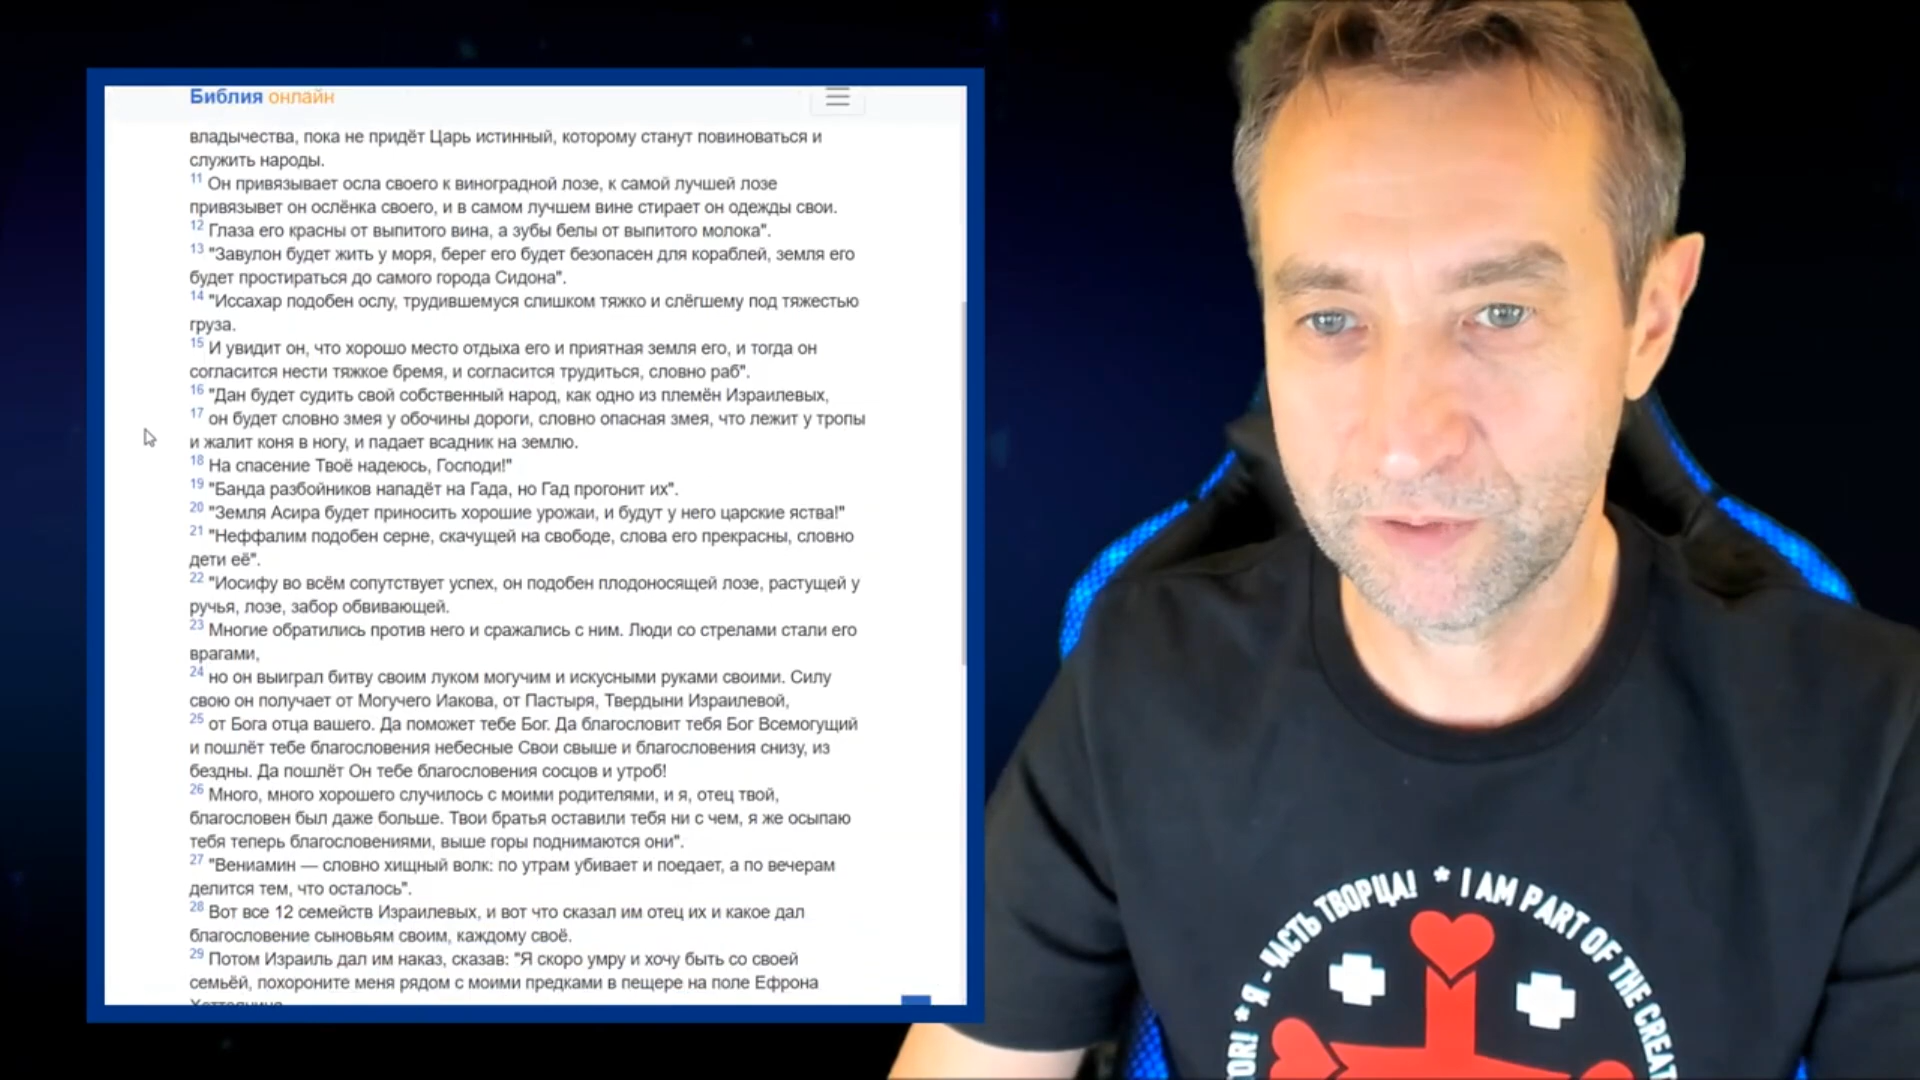 Библия онлайн
владычества, пока не придёт Царь истинный, которому станут повиноваться и
служить народы.
11 Он привязывает осла своего к виноградной лозе, к самой лучшей лозе
привязывет он ослёнка своего, и в самом лучшем вине стирает он одежды свои.
12 Глаза его красны от выпитого вина, а зубы белы от выпитого молока".
13 "Завулон будет жить у моря, берег его будет безопасен для кораблей, земля его
будет простираться до самого города Сидона".
14 "Иссахар подобен ослу, трудившемуся слишком тяжко и слёгшему под тяжестью
груза.
15 И увидит он, что хорошо место отдыха его и приятная земля его, и тогда он
согласится нести тяжкое бремя, и согласится трудиться, словно раб".
16 "Дан будет судить свой собственный народ, как одно из племён Израилевых,
17 он будет словно змея у обочины дороги, словно опасная змея, что лежит у тропы
и жалит коня в ногу, и падает всадник на землю.
18 На спасение Твоё надеюсь, Господи!"
19 "Банда разбойников нападёт на Гада, но Гад прогонит их".
20 "Земля Асира будет приносить хорошие урожаи, и будут у него царские яства!"
21 "Неффалим подобен серне, скачущей на свободе, слова его прекрасны, словно
дети её".
22 "Иосифу во всём сопутствует успех, он подобен плодоносящей лозе, растущей у
ручья, лозе, забор обвивающей.
23 Многие обратились против него и сражались с ним. Люди со стрелами стали его
врагами,
24 но он выиграл битву своим луком могучим и искусными руками своими. Силу
свою он получает от Могучего Иакова, от Пастыря, Твердыни Израилевой,
25 от Бога отца вашего. Да поможет тебе Бог. Да благословит тебя Бог Всемогущий
и пошлёт тебе благословения небесные Свои свыше и благословения снизу, из
бездны. Да пошлёт Он тебе благословения сосцов и утроб!
26 Много, много хорошего случилось с моими родителями, и я, отец твой,
благословен был даже больше. Твои братья оставили тебя ни с чем, я же осыпаю
тебя теперь благословениями, выше горы поднимаются они".
27 "Вениамин — словно хищный волк: по утрам убивает и поедает, а по вечерам
делится тем, что осталось".
28 Вот все 12 семейств Израилевых, и вот что сказал им отец их и какое дал
благословение сыновьям своим, каждому своё.
29 Потом Израиль дал им наказ, сказав: "Я скоро умру и хочу быть со своей
семьёй, похороните меня рядом с моими предками в пещере на поле Ефрона
* Я - ЧАСТЬ ТВОРЦА! * I AM PART OF THE